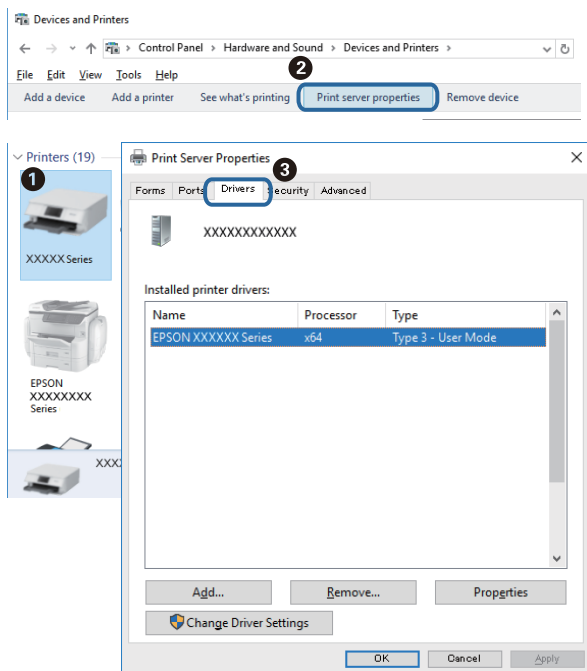 Devices and Printers
Control Panel > Hardware and Sound > Devices and Printers >
File Edit View Tools Help
2
Add a device Add a printer See what's printing Print server properties Remove device
Printers (19)
1
XXXXX Series
EPSON
XXXXXXXX
Series
XXX
Print Server Properties
3
Forms Ports Drivers ecurity Advanced
XXXXXXXXXXXX
Installed printer drivers:
Name Processor Type
EPSON XXXXXX Series x64 Type 3 - User Mode
Add... Remove... Properties
Change Driver Settings
OK Cancel Apply